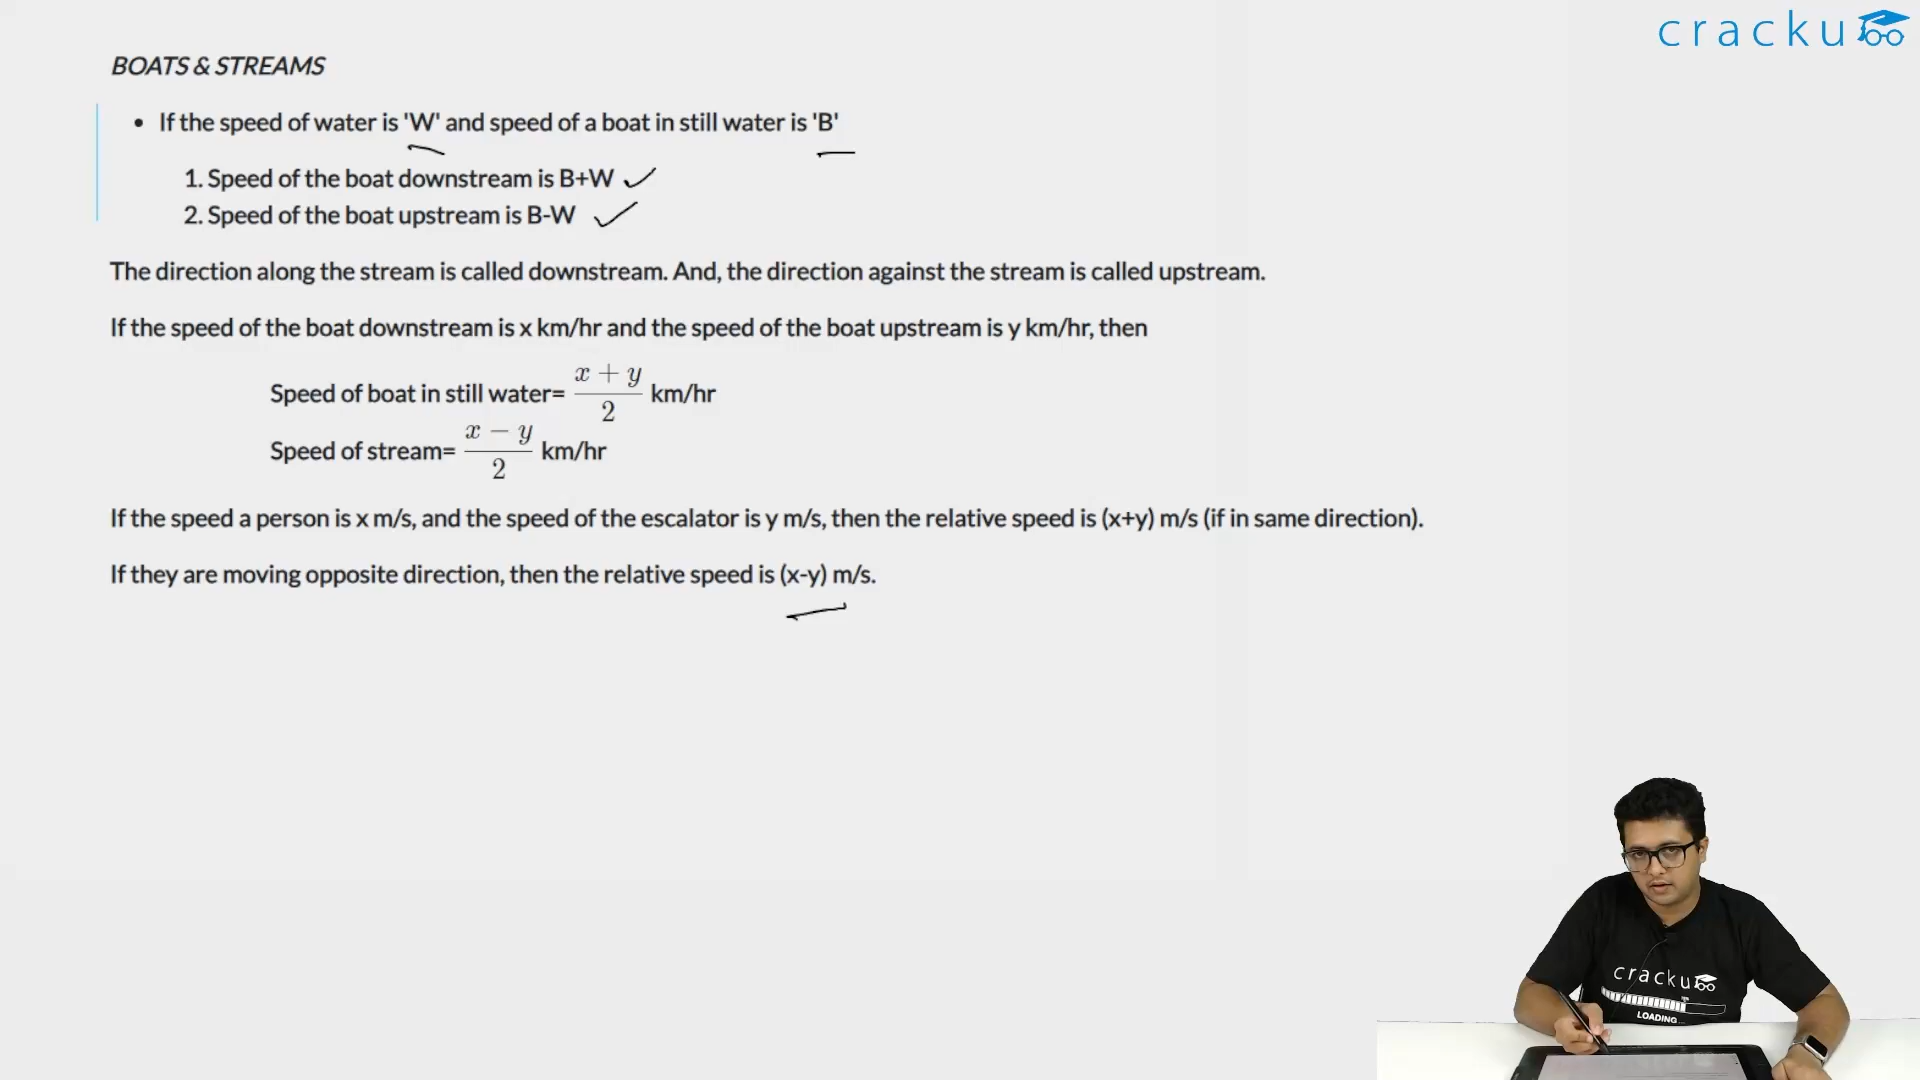 cracku
BOATS & STREAMS
• If the speed of water is 'W' and speed of a boat in still water is 'B'
1. Speed of the boat downstream is B+W
2. Speed of the boat upstream is B-W
The direction along the stream is called downstream. And, the direction against the stream is called upstream.
If the speed of the boat downstream is x km/hr and the speed of the boat upstream is y km/hr, then
Speed of boat in still water= \frac{x + y}{2} km/hr
Speed of stream= \frac{x - y}{2} km/hr
If the speed a person is x m/s, and the speed of the escalator is y m/s, then the relative speed is (x+y) m/s (if in same direction).
If they are moving opposite direction, then the relative speed is (x-y) m/s.
cracku
LOADING